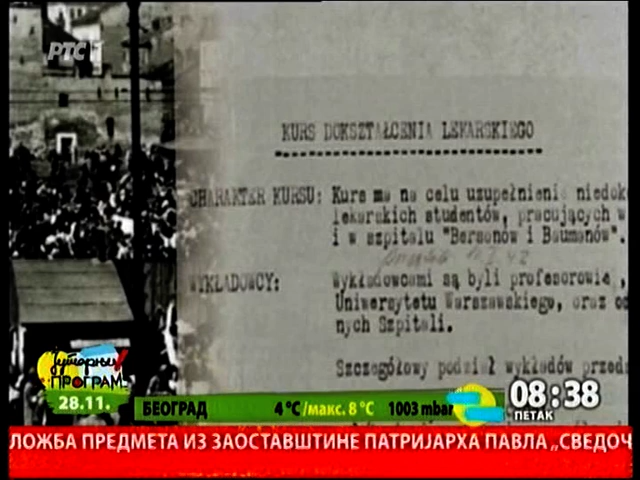 РТС 1
KURS DOKSZTAŁCENIA LEKARSKIEGO
CHARAKTER KURSU: Kurs ma na celu uzupełnienie
lekarskich studentów, pracujących w
i w szpitalu "Bersonów i Baumanów".
WYKŁADOWCY: Wykładowcami są byli profesorowie,
Uniwersytetu Warszawskiego, oraz
nych Szpitali.
Szczegółowy podział wykładów
Јутарњи
ПРОГРАМ
28.11.
БЕОГРАД 4 °C /макс. 8 °C 1003 mbar
08:38
ПЕТАК
ЛОЖБА ПРЕДМЕТА ИЗ ЗАОСТАВШТИНЕ ПАТРИЈАРХА ПАВЛА „СВЕДОЧ